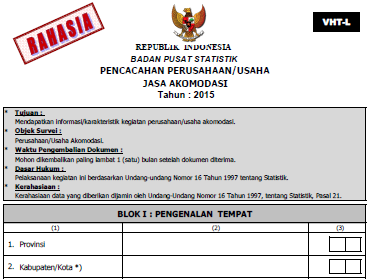 RAHASIA
VHT-L
REPUBLIK INDONESIA
BADAN PUSAT STATISTIK
PENCACAHAN PERUSAHAAN/USAHA
JASA AKOMODASI
Tahun : 2015
* Tujuan :
Mendapatkan informasi/karakteristik kegiatan perusahaan/usaha akomodasi.
* Objek Survei :
Perusahaan/Usaha Akomodasi.
* Waktu Pengembalian Dokumen :
Mohon dikembalikan paling lambat 1 (satu) bulan setelah dokumen diterima.
* Dasar Hukum :
Pelaksanaan kegiatan ini berdasarkan Undang-undang Nomor 16 Tahun 1997 tentang Statistik.
* Kerahasiaan :
Kerahasiaan data yang diberikan dijamin oleh Undang-Undang Nomor 16 Tahun 1997, tentang Statistik, Pasal 21.
BLOK I : PENGENALAN TEMPAT
(1) (2) (3)
1. Provinsi
2. Kabupaten/Kota *)